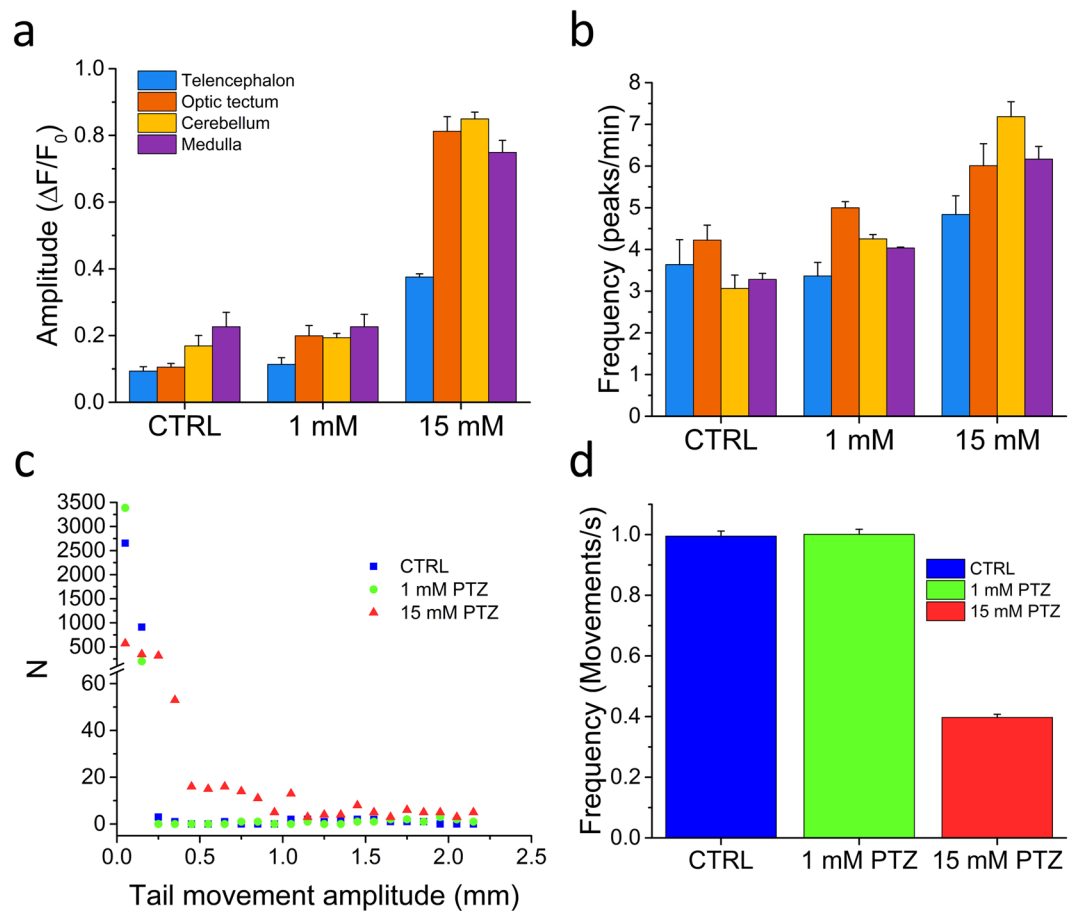 a
Amplitude (ΔF/F0)
1.0
0.8
0.6
0.4
0.2
0.0
Telencephalon
Optic tectum
Cerebellum
Medulla
CTRL
1 mM
15 mM
b
Frequency (peaks/min)
8
7
6
5
4
3
2
1
0
CTRL
1 mM
15 mM
c
N
3500
3000
2500
2000
1500
1000
500
60
40
20
0
CTRL
1 mM PTZ
15 mM PTZ
0.0
0.5
1.0
1.5
2.0
2.5
Tail movement amplitude (mm)
d
Frequency (Movements/s)
1.0
0.8
0.6
0.4
0.2
0.0
CTRL
1 mM PTZ
15 mM PTZ
CTRL
1 mM PTZ
15 mM PTZ